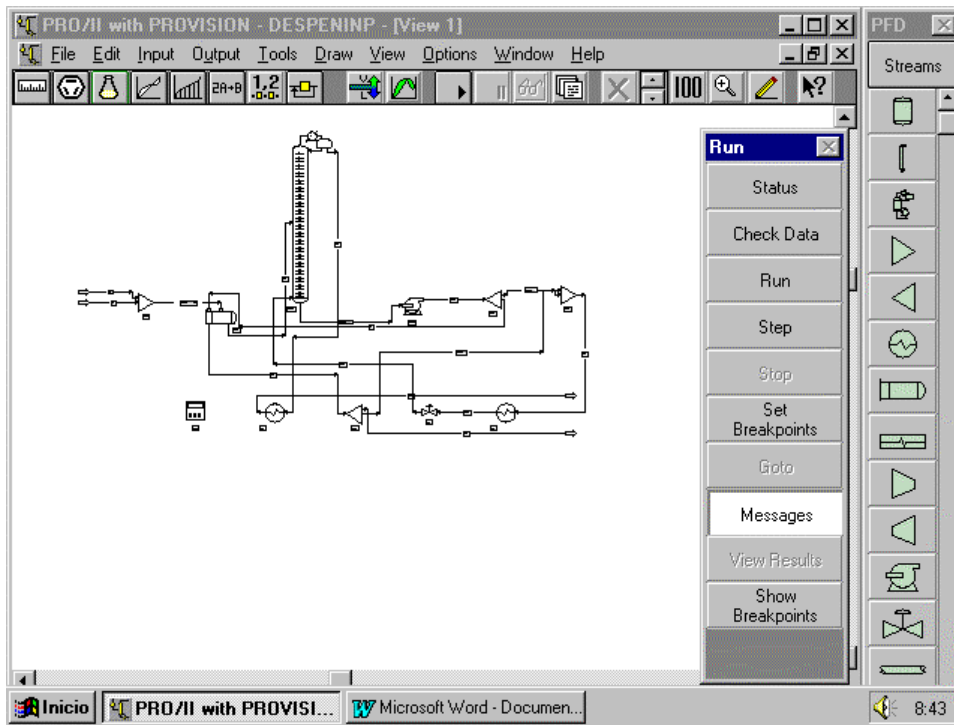 PRO/II with PROVISION - DESPENINP - [View 1]
PFD
File Edit Input Output Tools Draw View Options Window Help
Streams
2A+B 1,2 100
Run
Status
Check Data
Run
Step
Stop
Set
Breakpoints
Goto
Messages
View Results
Show
Breakpoints
Inicio
PRO/II with PROVISI...
Microsoft Word - Documen...
8:43